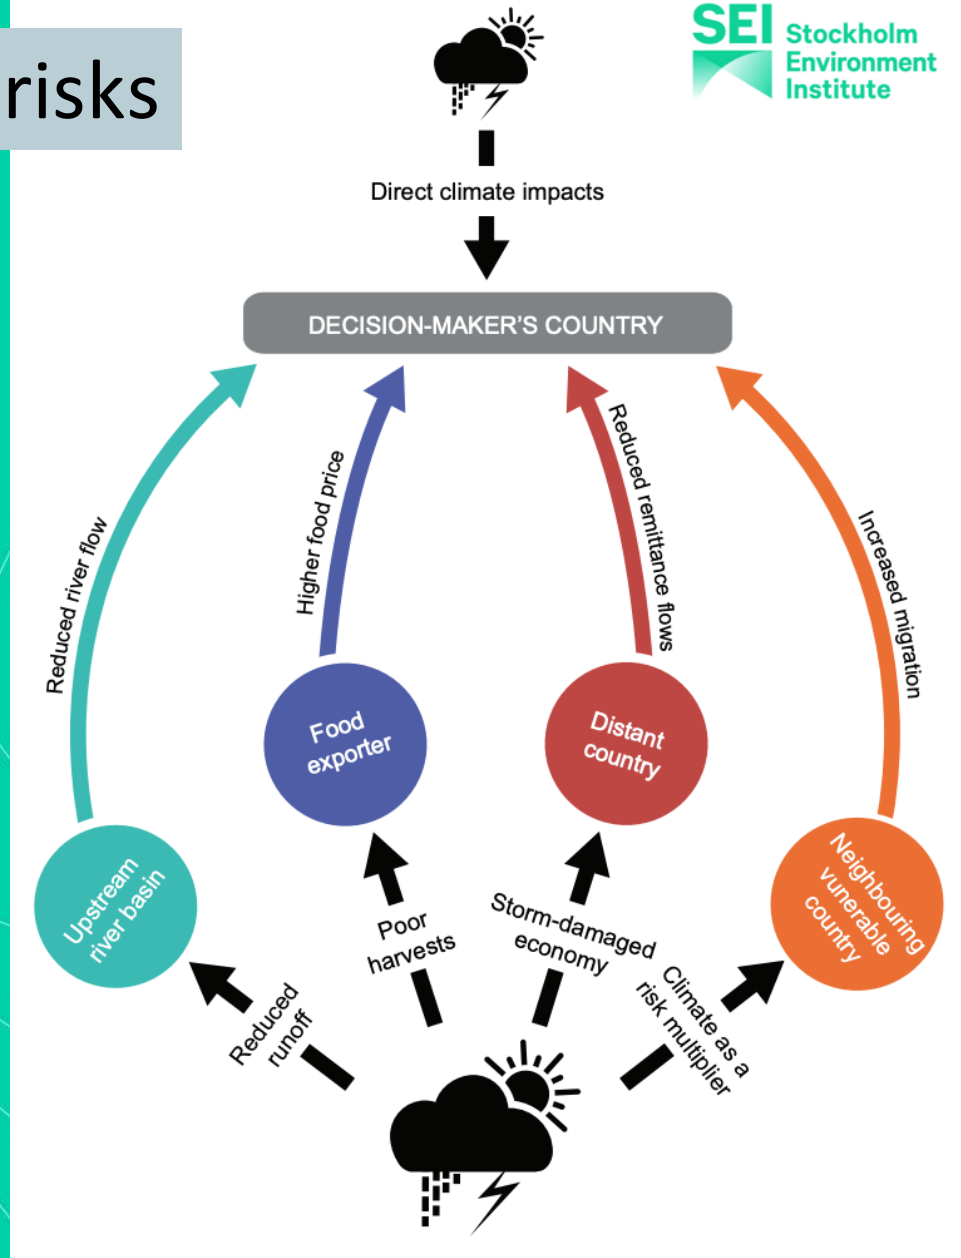 risks
SEI Stockholm
Environment
Institute
Direct climate impacts
DECISION-MAKER'S COUNTRY
Reduced river flow
Higher food price
Reduced remittance flows
Increased migration
Food
exporter
Distant
country
Upstream
river basin
Neighbouring
vunerable
country
Poor
harvests
Storm-damaged
economy
Reduced
runoff
Climate as a
risk multiplier